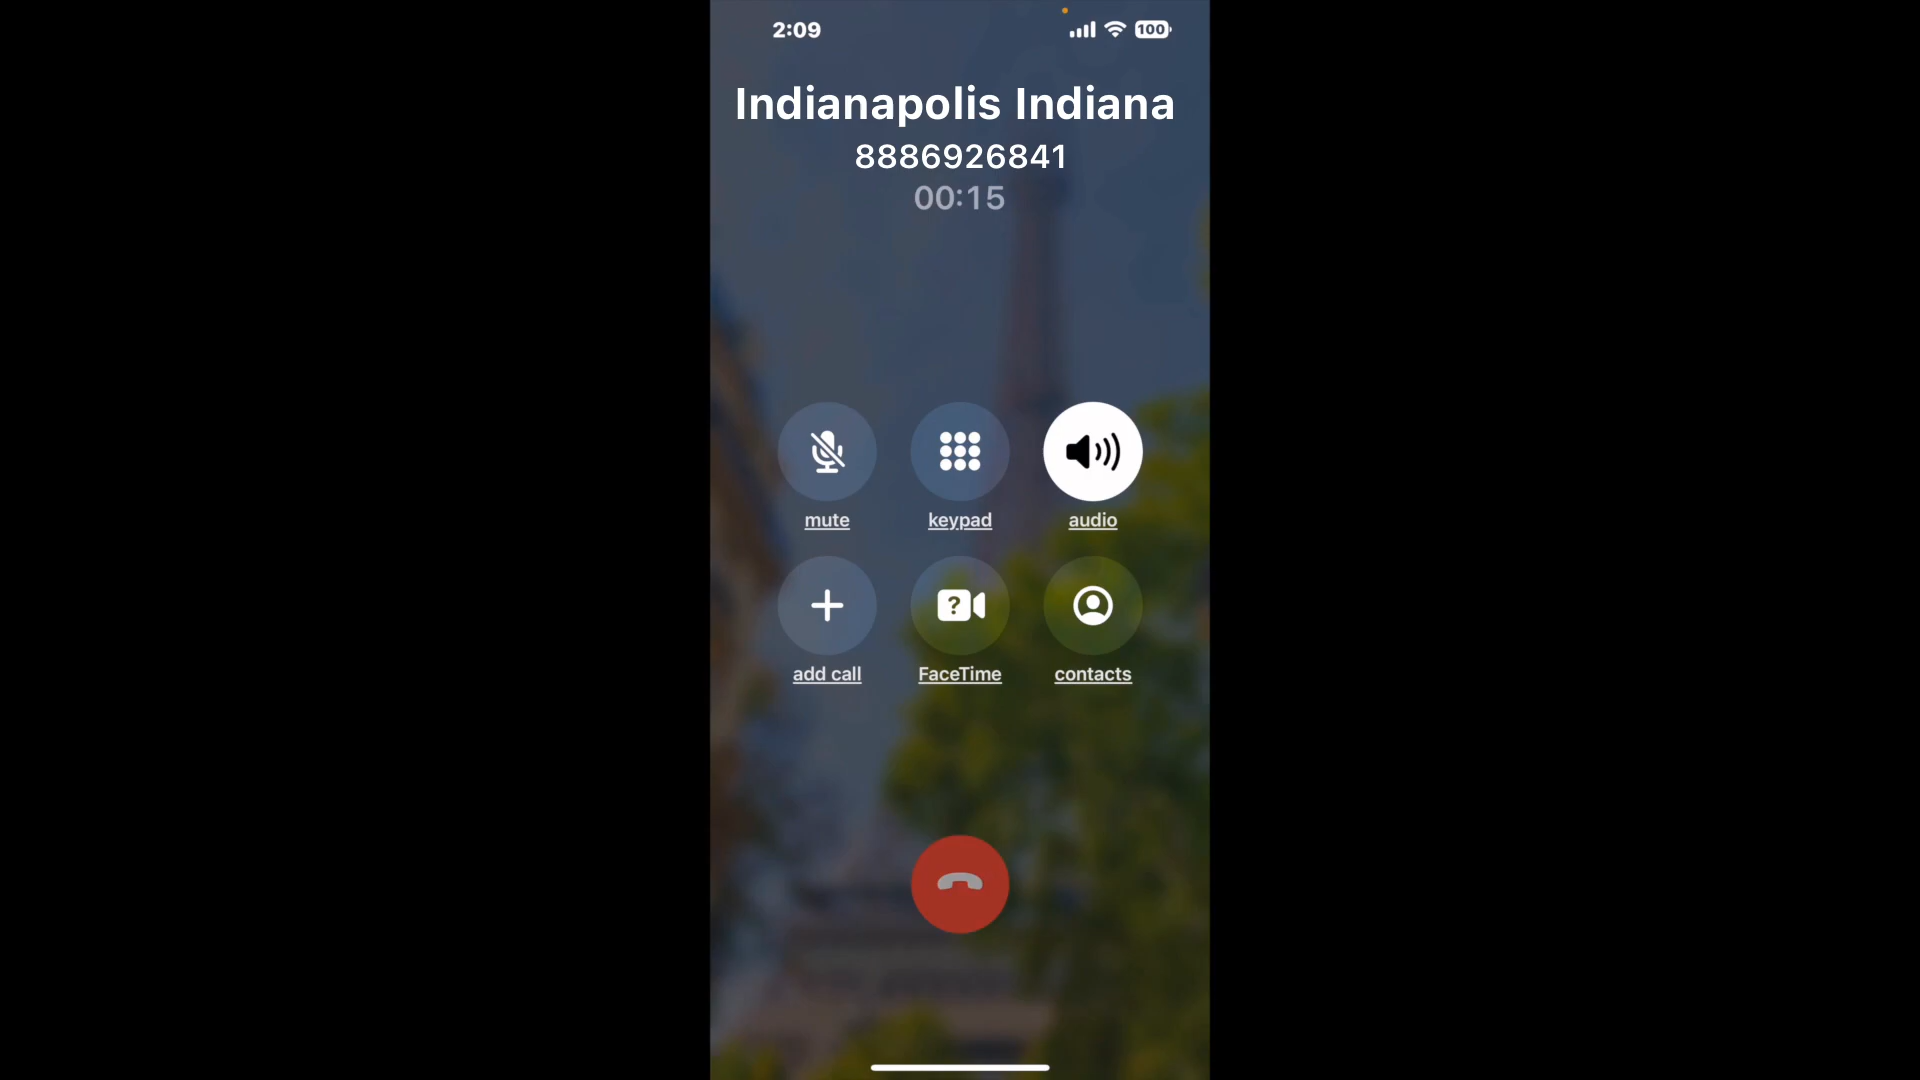 2:09
100
Indianapolis Indiana
8886926841
00:15
mute
keypad
audio
?
add call
FaceTime
contacts